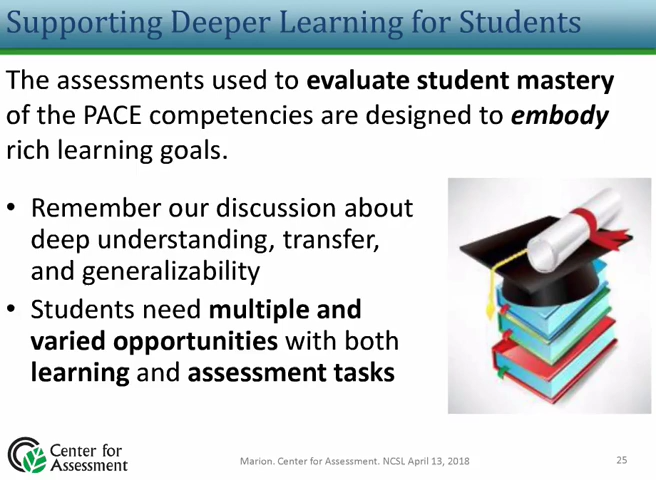 Supporting Deeper Learning for Students
The assessments used to evaluate student mastery
of the PACE competencies are designed to embody
rich learning goals.
• Remember our discussion about
deep understanding, transfer,
and generalizability
• Students need multiple and
varied opportunities with both
learning and assessment tasks
Center for
Assessment
Marion. Center for Assessment. NCSL April 13, 2018
25